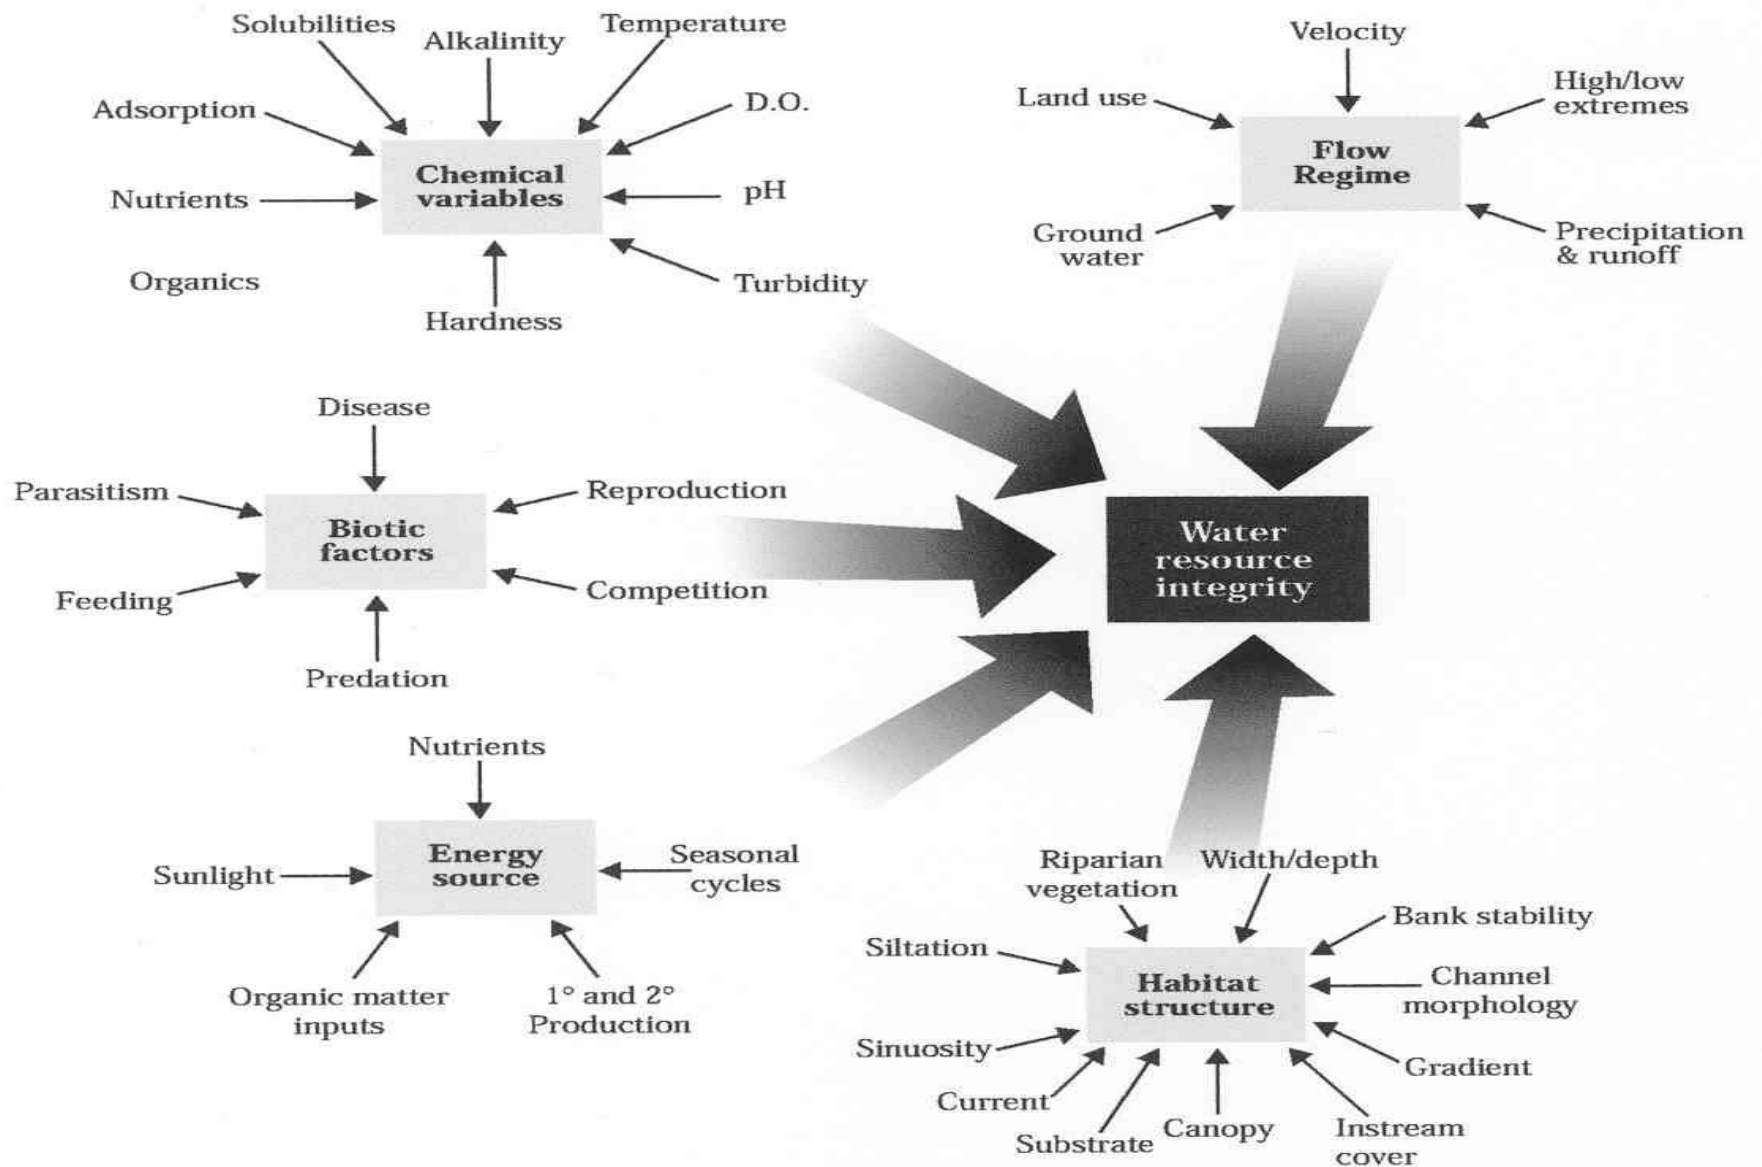 Solubilities
Alkalinity
Temperature
Adsorption
D.O.
Chemical
variables
Nutrients
pH
Organics
Turbidity
Hardness
Velocity
Land use
High/low
extremes
Flow
Regime
Ground
water
Precipitation
& runoff
Disease
Parasitism
Reproduction
Biotic
factors
Feeding
Competition
Predation
Water
resource
integrity
Nutrients
Sunlight
Energy
source
Seasonal
cycles
Organic matter
inputs
1° and 2°
Production
Riparian
vegetation
Width/depth
Bank stability
Siltation
Habitat
structure
Channel
morphology
Sinuosity
Gradient
Current
Substrate
Canopy
Instream
cover